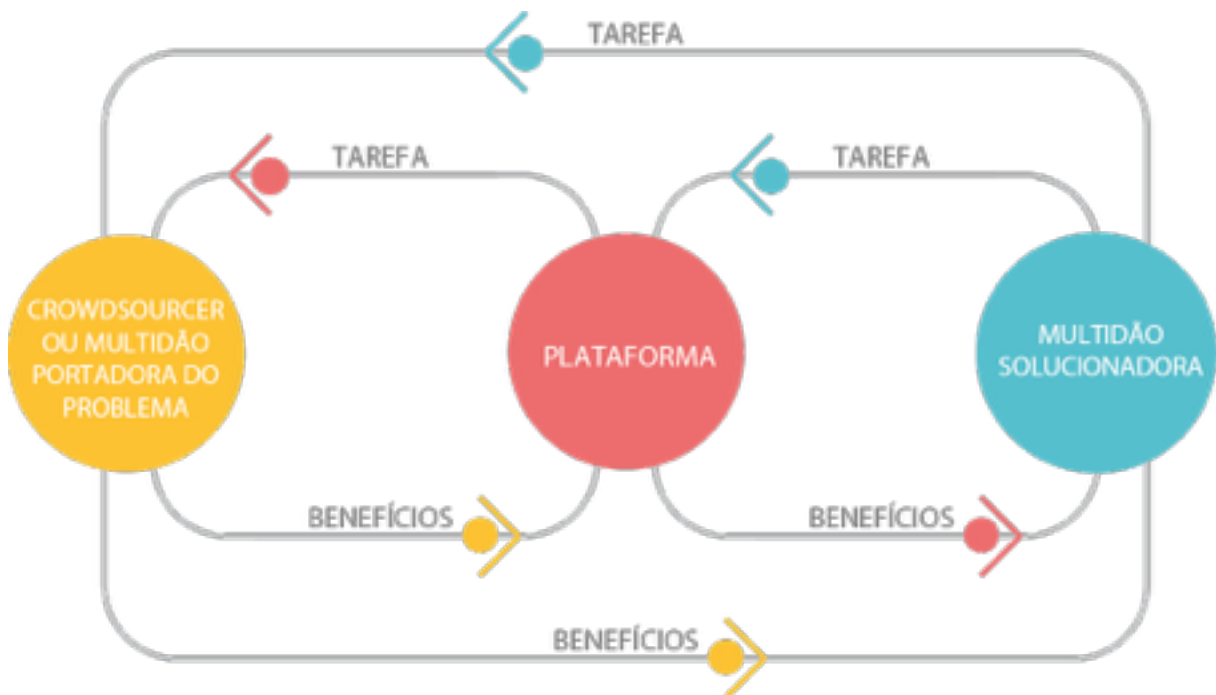 TAREFA
TAREFA
TAREFA
CROWDSOURCER
OU MULTIDÃO
PORTADORA DO
PROBLEMA
PLATAFORMA
MULTIDÃO
SOLUCIONADORA
BENEFÍCIOS
BENEFÍCIOS
BENEFÍCIOS